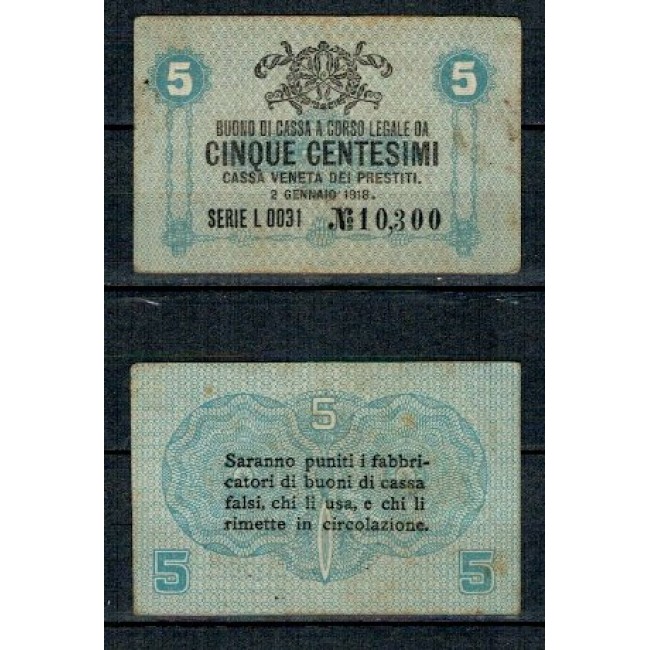 5 5
BUONO DI CASSA A CORSO LEGALE DA
CINQUE CENTESIMI
CASSA VENETA DEI PRESTITI.
2 GENNAIO 1918.
SERIE L 0031 No 10,300
5
Saranno puniti i fabbri-
catori di buoni di cassa
falsi, chi li usa, e chi li
rimette in circolazione.
5 5